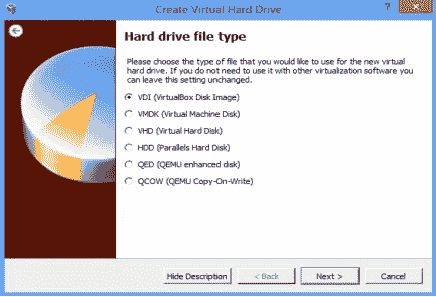 Create Virtual Hard Drive
?
Hard drive file type
Please choose the type of file that you would like to use for the new virtual
hard drive. If you do not need to use it with other virtualization software you
can leave this setting unchanged.
VDI (VirtualBox Disk Image)
VMDK (Virtual Machine Disk)
VHD (Virtual Hard Disk)
HDD (Parallels Hard Disk)
QED (QEMU enhanced disk)
QCOW (QEMU Copy-On-Write)
Hide Description < Back Next > Cancel